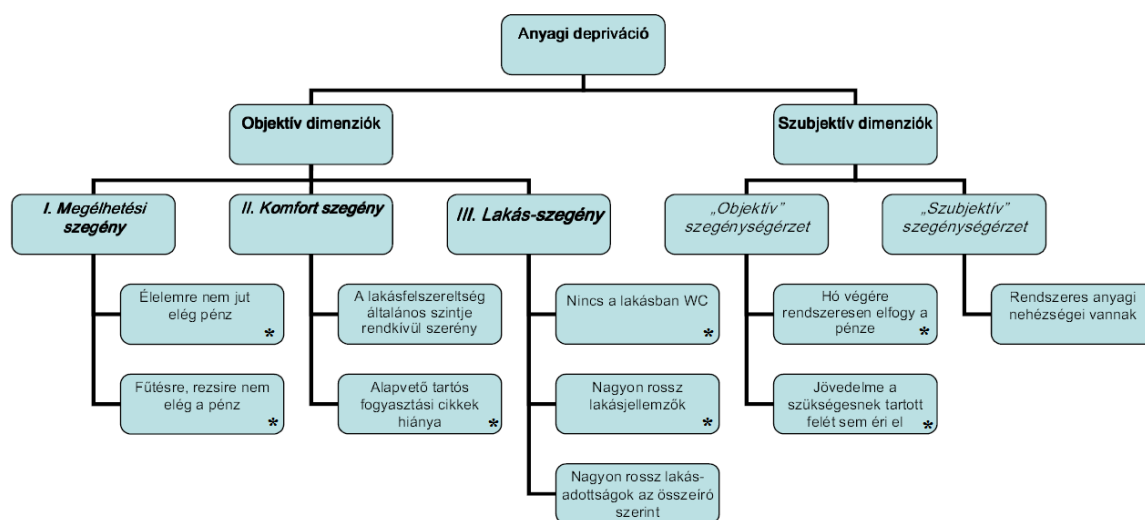 Anyagi depriváció
Objektív dimenziók
Szubjektív dimenziók
I. Megélhetési
szegény
II. Komfort szegény
III. Lakás-szegény
„Objektív”
szegénységérzet
„Szubjektív”
szegénységérzet
Élelemre nem jut
elég pénz
*
A lakásfelszereltség
általános szintje
rendkívül szerény
Nincs a lakásban WC
*
Hó végére
rendszeresen elfogy a
pénze *
Rendszeres anyagi
nehézségei vannak
Fűtésre, rezsire nem
elég a pénz
*
Alapvető tartós
fogyasztási cikkek
hiánya *
Nagyon rossz
lakásjellemzők
*
Jövedelme a
szükségesnek tartott
felét sem éri el *
Nagyon rossz lakás-
adottságok az összeíró
szerint